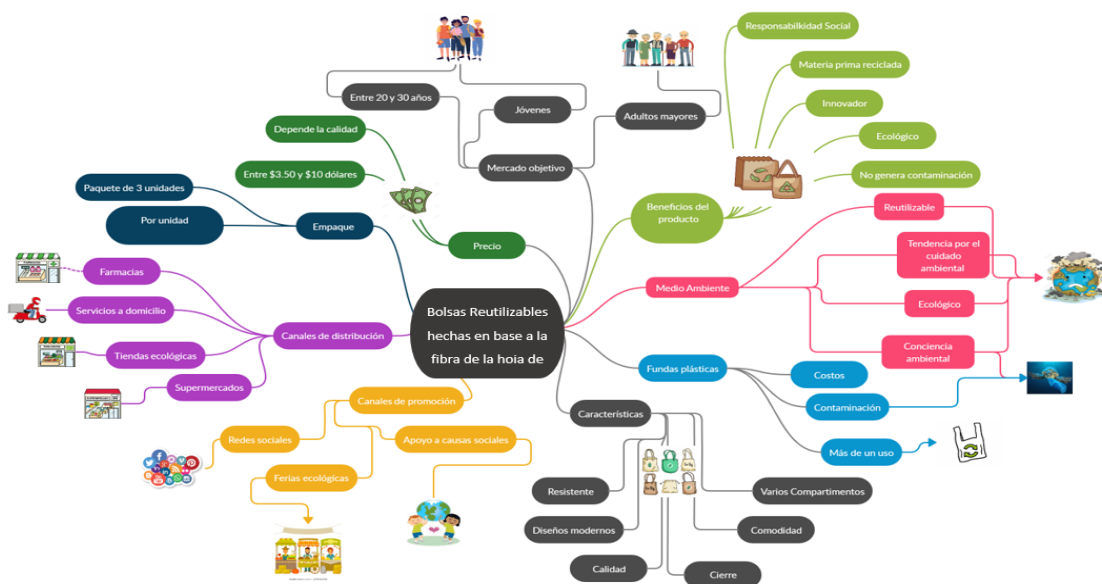 Responsabilkidad Social
Materia prima reciclada
Innovador
Ecológico
No genera contaminación
Beneficios del
producto
Entre 20 y 30 años
Jóvenes
Adultos mayores
Mercado objetivo
Depende la calidad
Entre $3.50 y $10 dólares
Precio
Paquete de 3 unidades
Por unidad
Empaque
Farmacias
Servicios a domicilio
Tiendas ecológicas
Supermercados
Canales de distribución
Bolsas Reutilizables
hechas en base a la
fibra de la hoja de
Reutilizable
Tendencia por el
cuidado
ambiental
Ecológico
Conciencia
ambiental
Medio Ambiente
Fundas plásticas
Costos
Contaminación
Más de un uso
Canales de promoción
Redes sociales
Apoyo a causas sociales
Ferias ecológicas
Características
Resistente
Diseños modernos
Calidad
Varios Compartimentos
Comodidad
Cierre